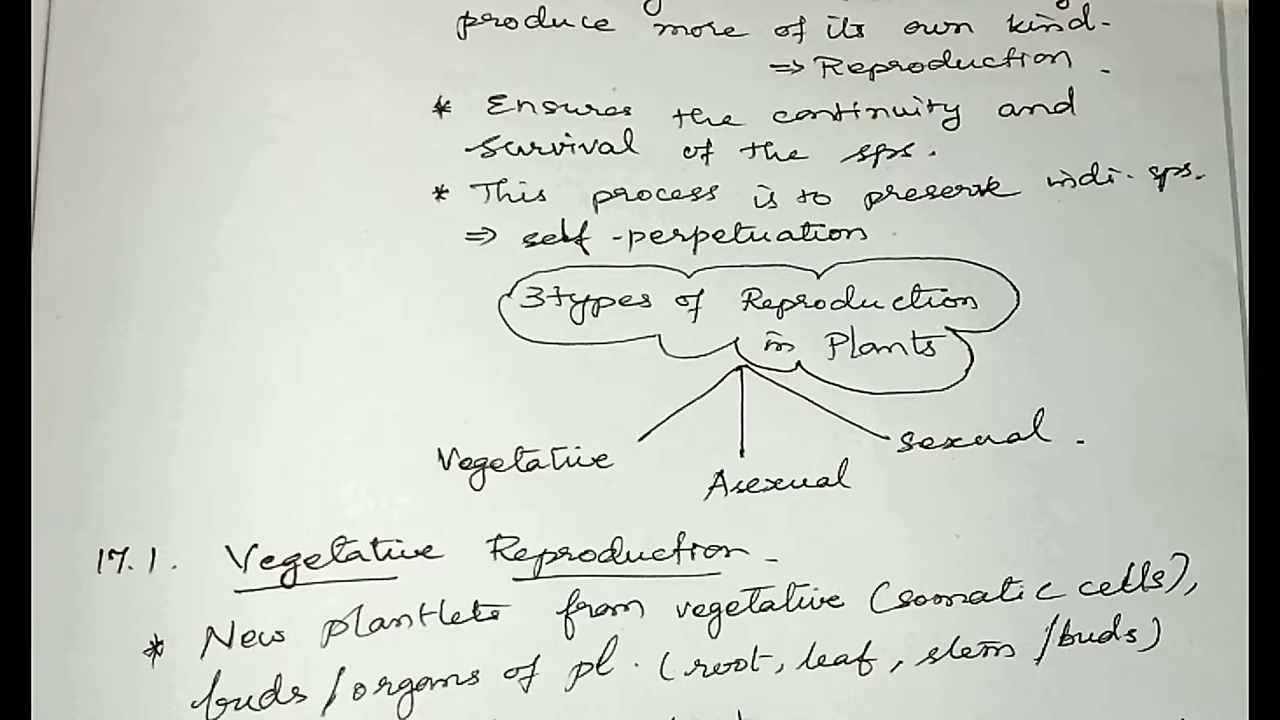 produce more of its own kind.
⇒ Reproduction.
* Ensures the continuity and
survival of the sps.
* This process is to preserve indi. sps.
⇒ self-perpetuation
3 types of Reproduction
in Plants
Vegetative
Asexual
sexual.
17.1. Vegetative Reproduction.
* New plantlets from vegetative (somatic cells),
buds/organs of pl. (root, leaf, stem/buds)